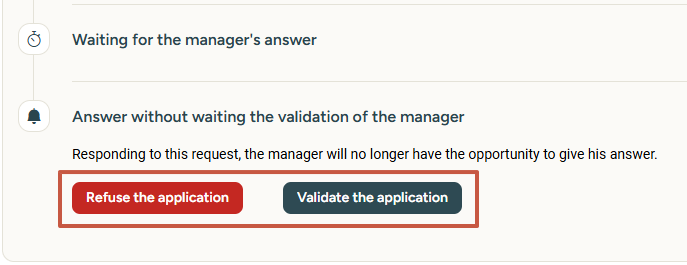 Waiting for the manager's answer
Answer without waiting the validation of the manager
Responding to this request, the manager will no longer have the opportunity to give his answer.
Refuse the application
Validate the application